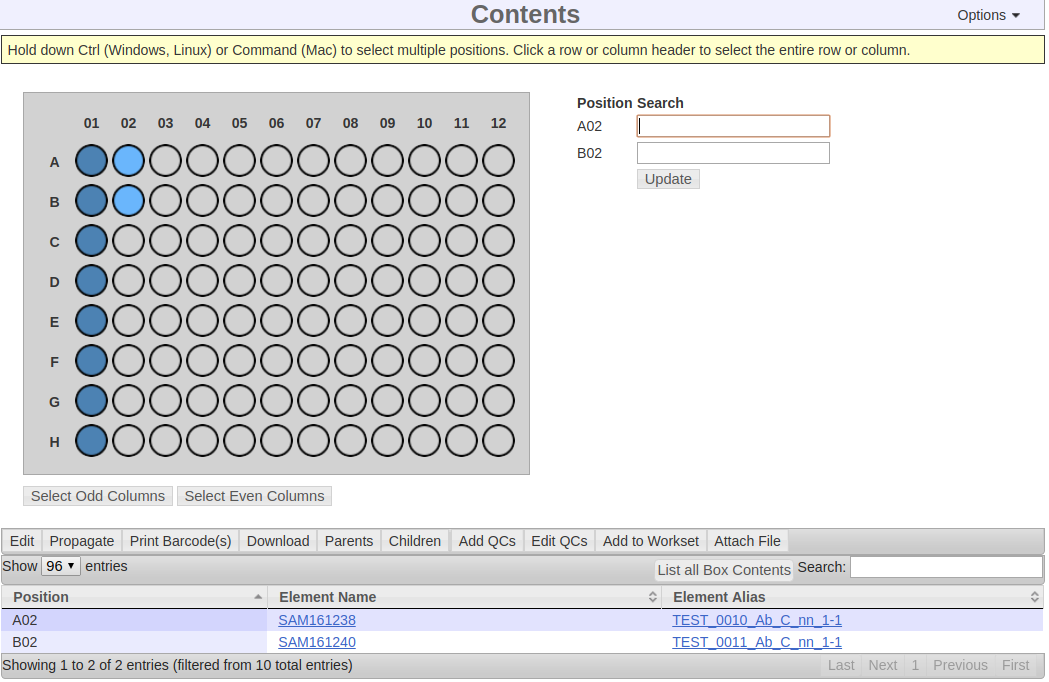 Contents
Options
Hold down Ctrl (Windows, Linux) or Command (Mac) to select multiple positions. Click a row or column header to select the entire row or column.
01 02 03 04 05 06 07 08 09 10 11 12
A
B
C
D
E
F
G
H
Position Search
A02
B02
Update
Select Odd Columns Select Even Columns
Edit Propagate Print Barcode(s) Download Parents Children Add QCs Edit QCs Add to Workset Attach File
Show 96 entries List all Box Contents Search:
Position Element Name Element Alias
A02 SAM161238 TEST_0010_Ab_C_nn_1-1
B02 SAM161240 TEST_0011_Ab_C_nn_1-1
Showing 1 to 2 of 2 entries (filtered from 10 total entries) Last Next 1 Previous First